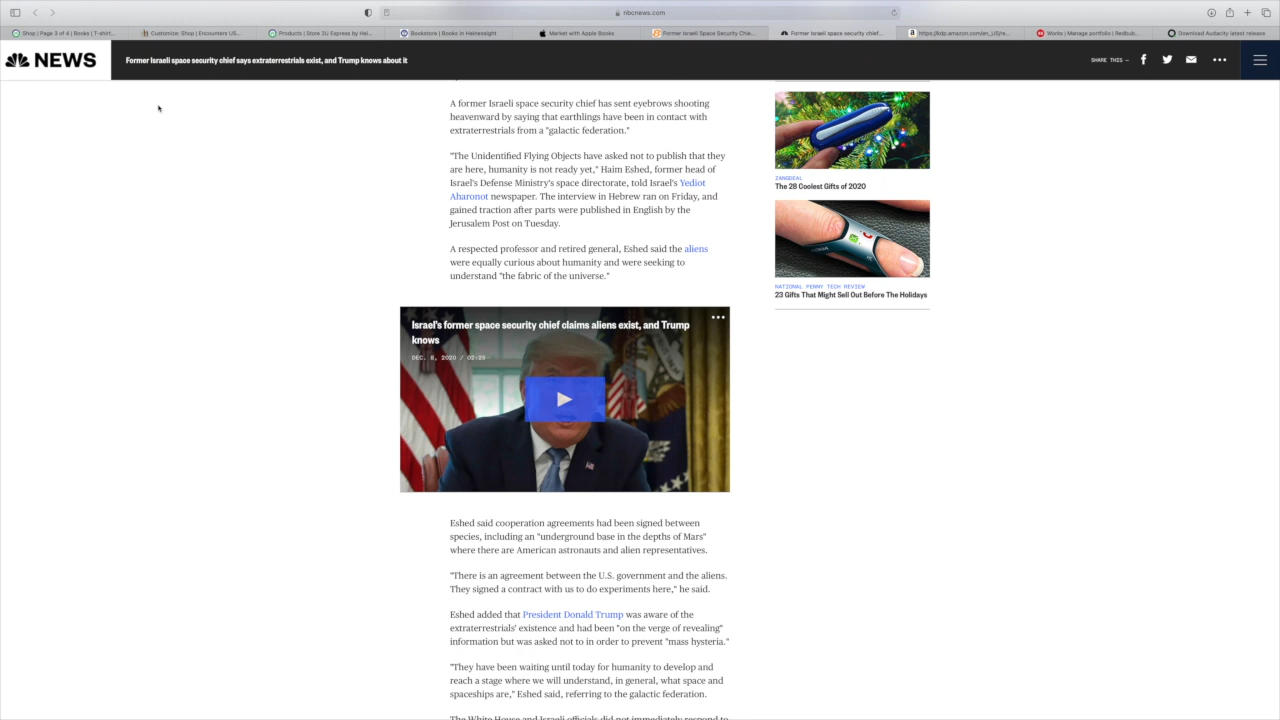 nbcnews.com
Shop | Page 3 of 4 | Books | T-shirt...
Customize: Shop | Encounters US...
Products | Store 3U Express by Hei...
Bookstore | Books in Heinessight
Market with Apple Books
Former Israeli Space Security Chie...
Former Israeli space security chief...
https://kdp.amazon.com/en_US/re...
Works | Manage portfolio | Redbub...
Download Audacity latest release
NEWS
Former Israeli space security chief says extraterrestrials exist, and Trump knows about it
SHARE THIS —
A former Israeli space security chief has sent eyebrows shooting
heavenward by saying that earthlings have been in contact with
extraterrestrials from a "galactic federation."
"The Unidentified Flying Objects have asked not to publish that they
are here, humanity is not ready yet," Haim Eshed, former head of
Israel's Defense Ministry's space directorate, told Israel's Yediot
Aharonot newspaper. The interview in Hebrew ran on Friday, and
gained traction after parts were published in English by the
Jerusalem Post on Tuesday.
A respected professor and retired general, Eshed said the aliens
were equally curious about humanity and were seeking to
understand "the fabric of the universe."
Israel's former space security chief claims aliens exist, and Trump
knows
DEC. 8, 2020 / 02:25
Eshed said cooperation agreements had been signed between
species, including an "underground base in the depths of Mars"
where there are American astronauts and alien representatives.
"There is an agreement between the U.S. government and the aliens.
They signed a contract with us to do experiments here," he said.
Eshed added that President Donald Trump was aware of the
extraterrestrials' existence and had been "on the verge of revealing"
information but was asked not to in order to prevent "mass hysteria."
"They have been waiting until today for humanity to develop and
reach a stage where we will understand, in general, what space and
spaceships are," Eshed said, referring to the galactic federation.
The White House and Israeli officials did not immediately respond to
ZANGDEAL
The 28 Coolest Gifts of 2020
NATIONAL PENNY TECH REVIEW
23 Gifts That Might Sell Out Before The Holidays